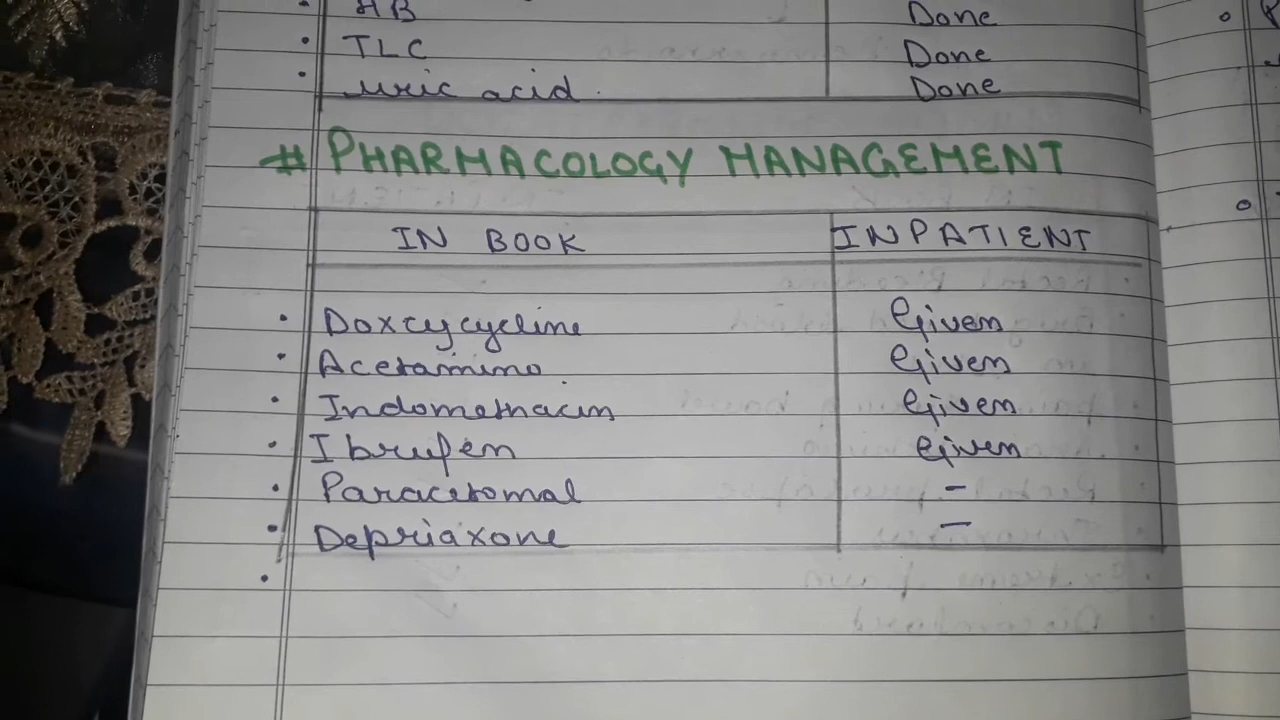 • HB Done
• TLC Done
• uric acid. Done
# PHARMACOLOGY MANAGEMENT
IN BOOK INPATIENT
• Doxcycycline Given
• Acetamino. Given
• Indomethacin Given
• Ibrufen Given
• Paracetomal -
• Depriaxone -
•